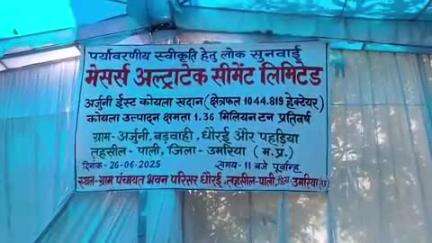 पर्यावरणीय स्वीकृति हेतु लोक सुनवाई
मेसर्स अल्ट्राटेक सीमेंट लिमिटेड
अर्जुनी ईस्ट कोयला खदान (क्षेत्रफल 1044.819 हेक्टेयर)
कोयला उत्पादन क्षमता 1.36 मिलियन टन प्रतिवर्ष
ग्राम-अर्जुनी, बड़वाही, धौरई और पहड़िया
तहसील- पाली, जिला- उमरिया (म.प्र.)
दिनांक- 26-06-2025 समय- 11 बजे पूर्वान्ह
स्थल-ग्राम पंचायत भवन परिसर धौरई, तहसील-पाली, जिला उमरिया